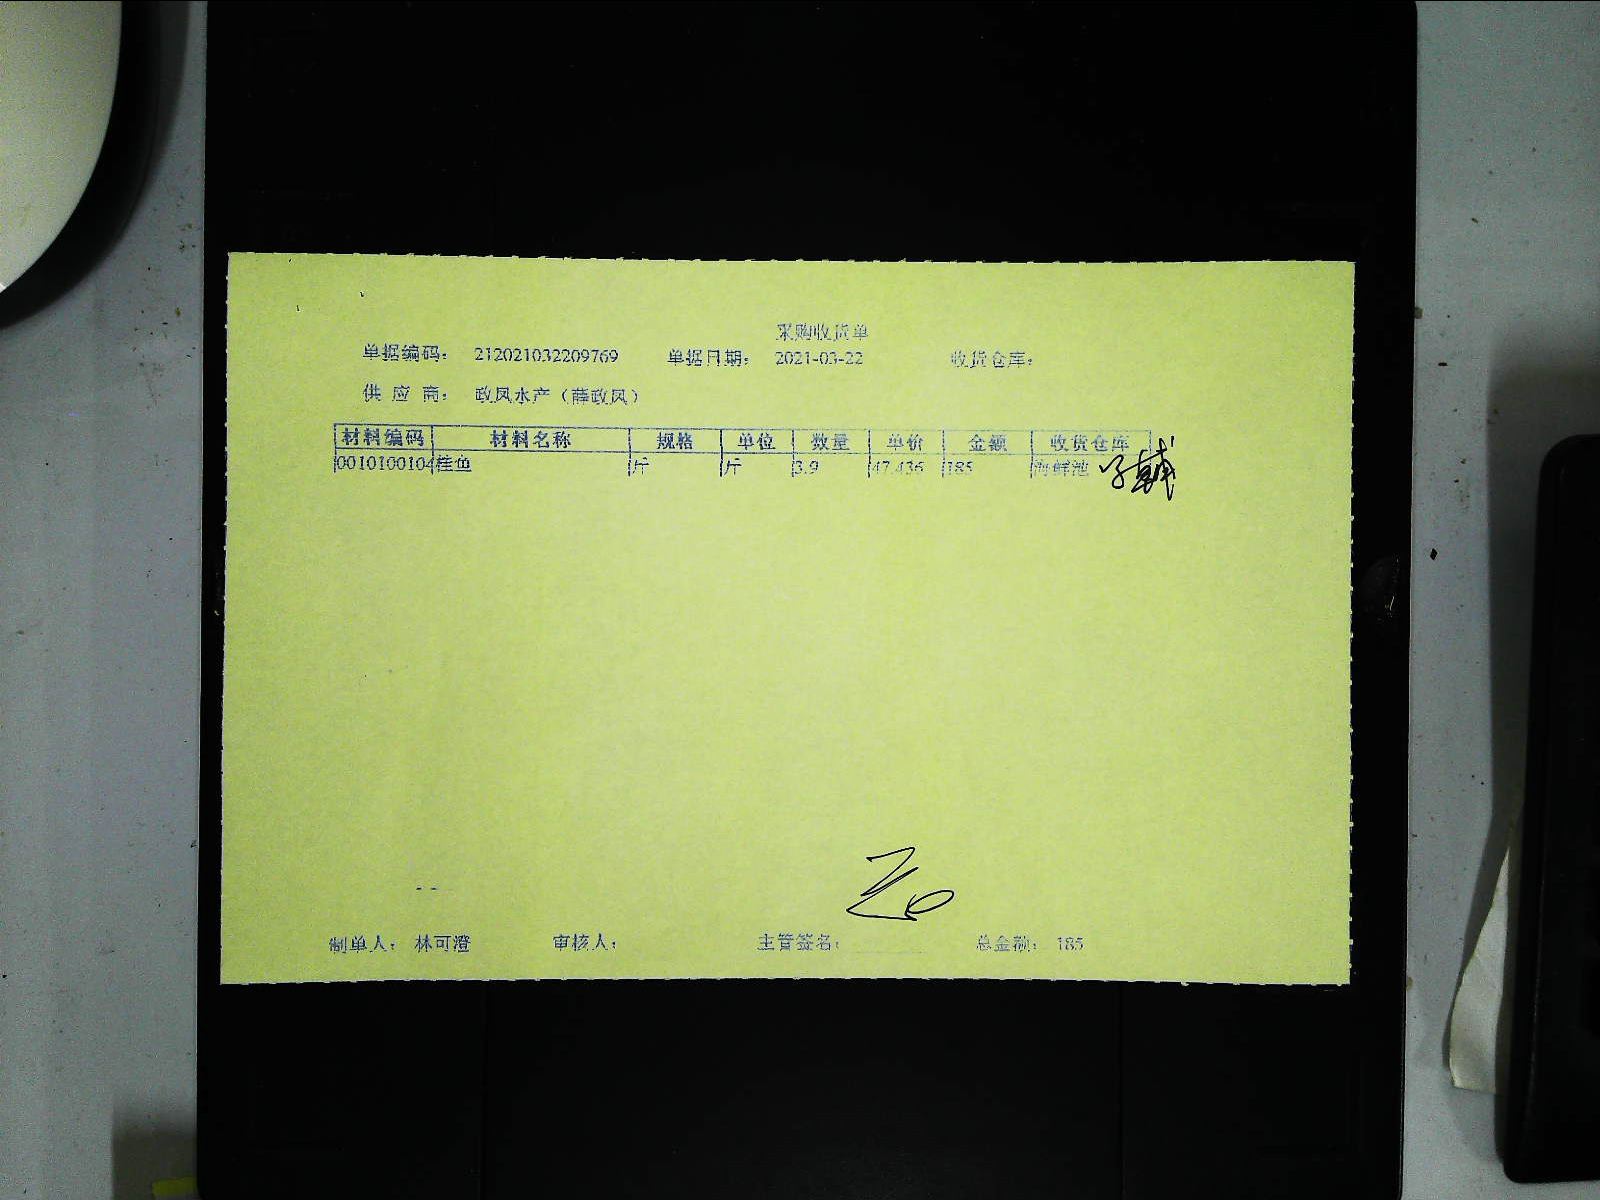 采购收货单
单据编码: 212021032209769 单据日期: 2021-03-22 收货仓库:
供 应 商: 政凤水产（薛政凤）
材料编码 材料名称 规格 单位 数量 单价 金额 收货仓库
0010100104 桂鱼 斤 斤 3.9 47.436 185 海鲜池
制单人: 林可澄 审核人: 主管签名: 总金额: 185